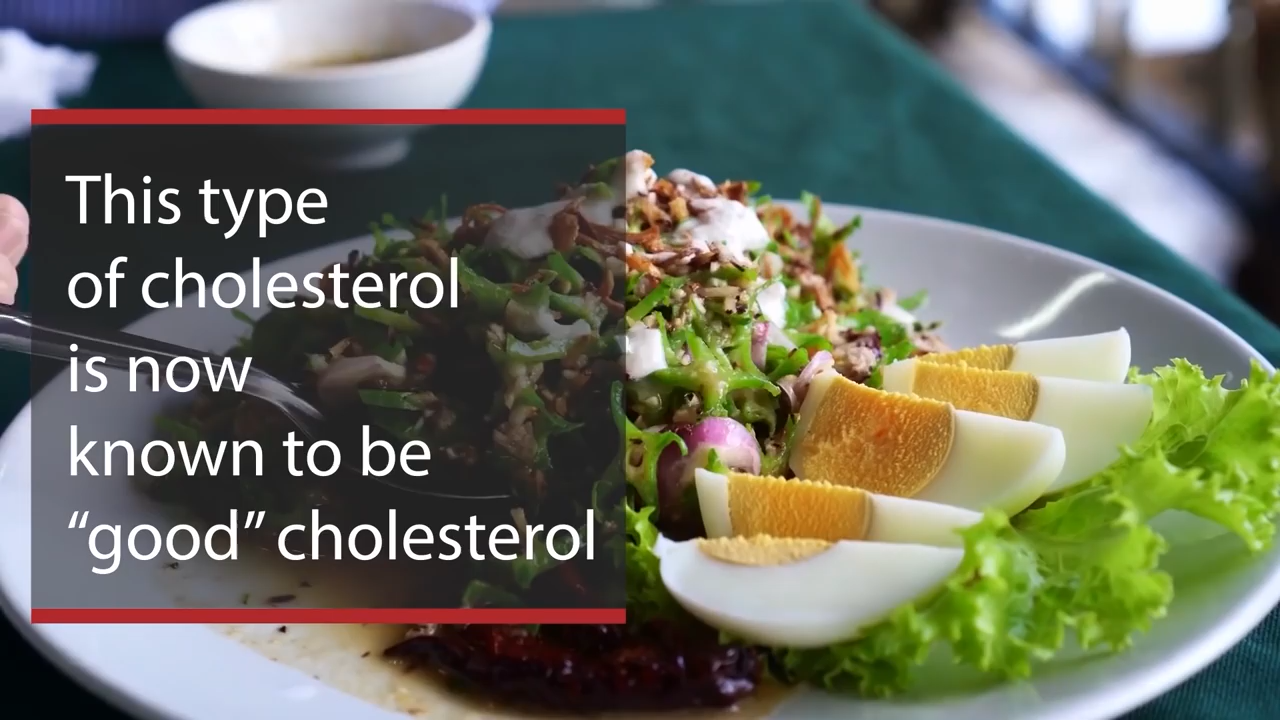 This type
of cholesterol
is now
known to be
“good” cholesterol